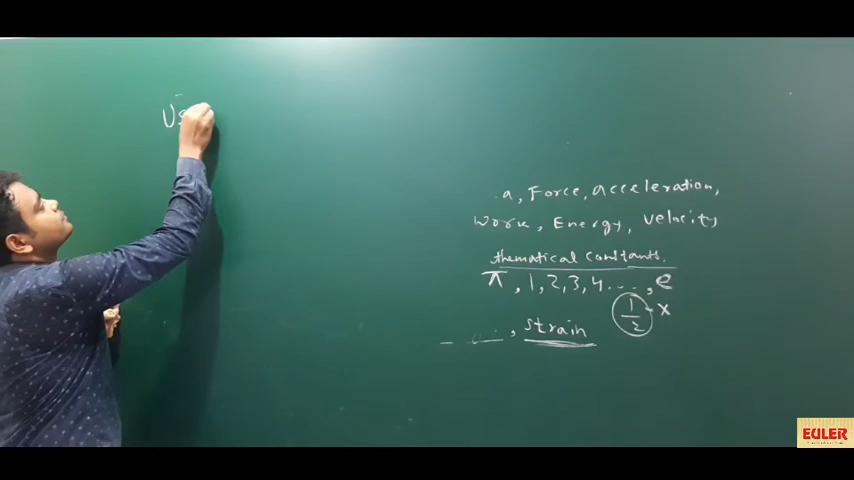 Us
a, Force, acceleration,
Work, Energy, velocity
thematical constants.
π, 1, 2, 3, 4 ..., e
1/2 - x
, strain
EULER